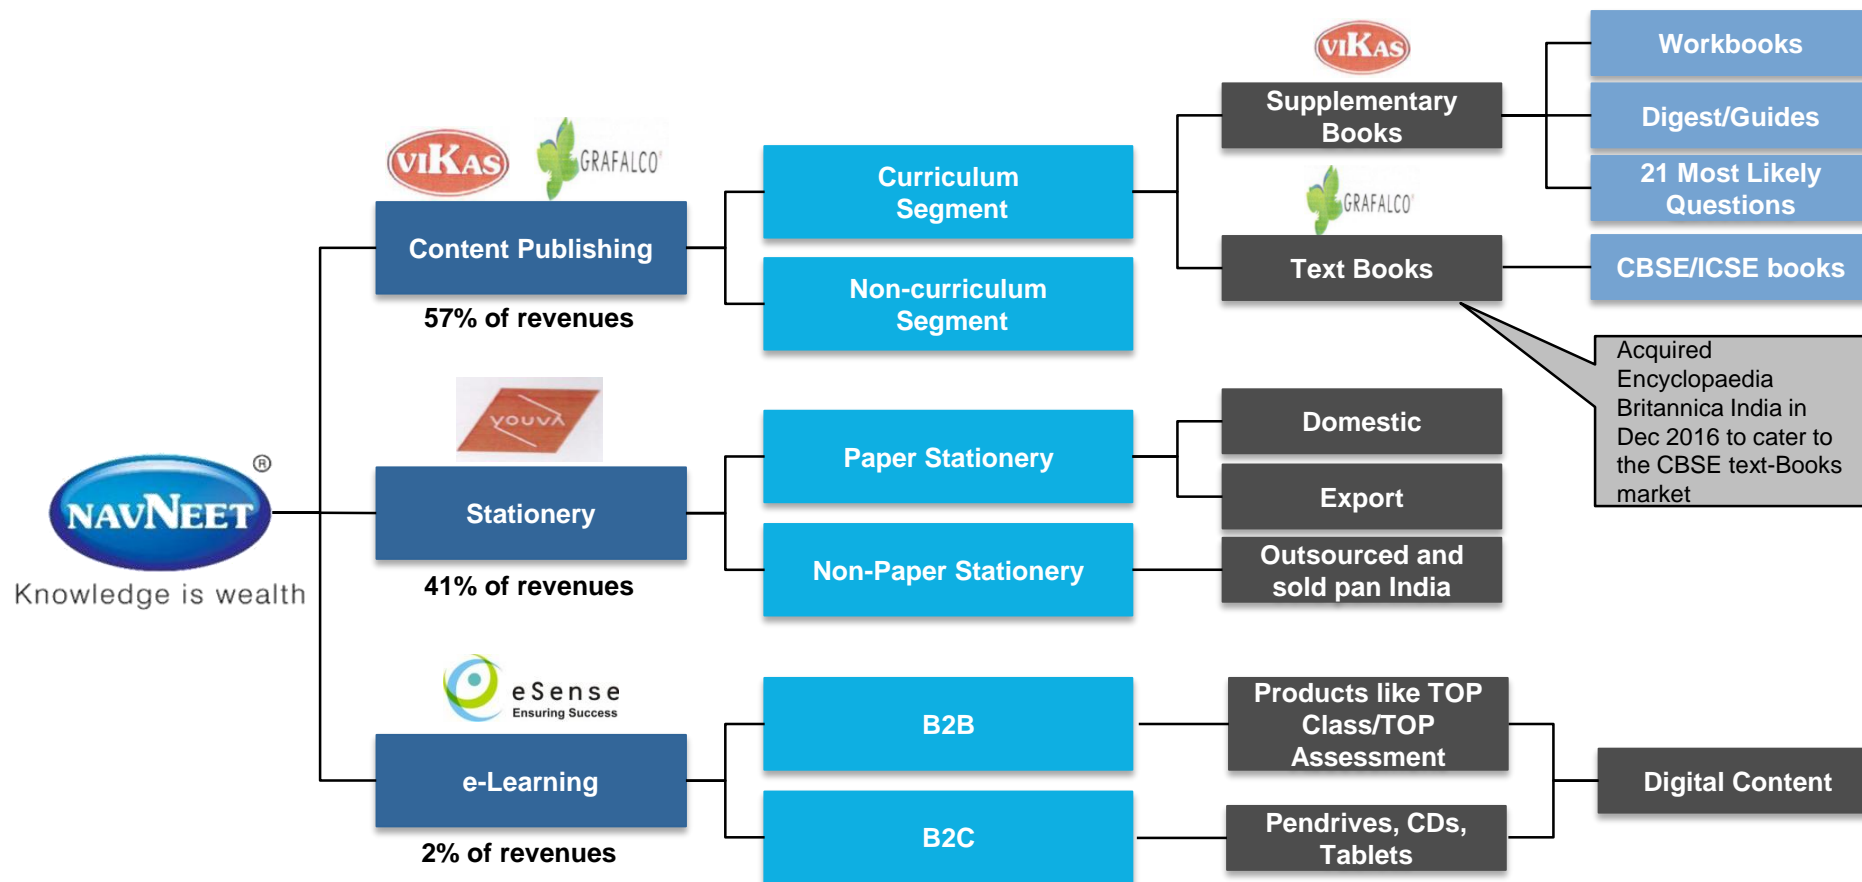 NAVNEET
®
Knowledge is wealth
VIKAS
GRAFALCO
Content Publishing
57% of revenues
Curriculum
Segment
Non-curriculum
Segment
VIKAS
Supplementary
Books
GRAFALCO
Text Books
Workbooks
Digest/Guides
21 Most Likely
Questions
CBSE/ICSE books
Acquired
Encyclopaedia
Britannica India in
Dec 2016 to cater to
the CBSE text-Books
market
YOUVA
Stationery
41% of revenues
Paper Stationery
Non-Paper Stationery
Domestic
Export
Outsourced and
sold pan India
eSense
Ensuring Success
e-Learning
2% of revenues
B2B
B2C
Products like TOP
Class/TOP
Assessment
Pendrives, CDs,
Tablets
Digital Content